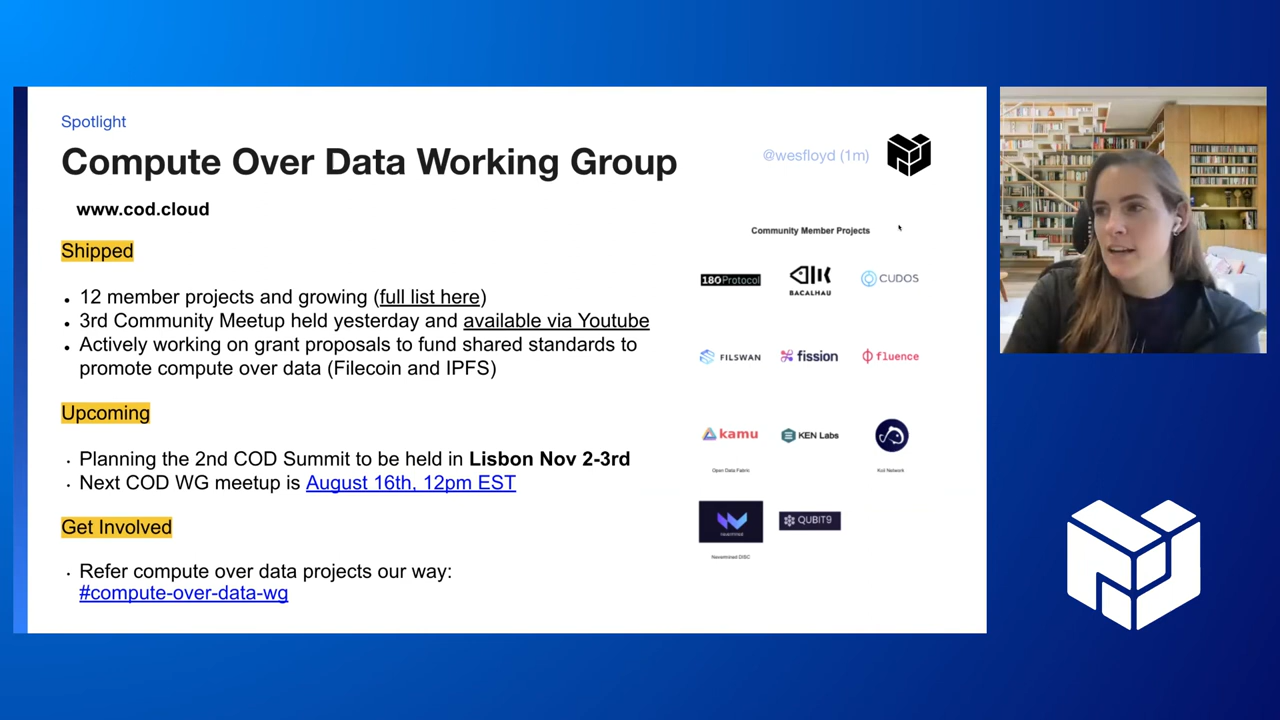 Spotlight
Compute Over Data Working Group
@wesfloyd (1m)
www.cod.cloud
Shipped
• 12 member projects and growing (full list here)
• 3rd Community Meetup held yesterday and available via Youtube
• Actively working on grant proposals to fund shared standards to
promote compute over data (Filecoin and IPFS)
Upcoming
• Planning the 2nd COD Summit to be held in Lisbon Nov 2-3rd
• Next COD WG meetup is August 16th, 12pm EST
Get Involved
• Refer compute over data projects our way:
#compute-over-data-wg
Community Member Projects
180Protocol
BACALHAU
CUDOS
FILSWAN
fission
fluence
kamu
KEN Labs
Open Data Fabric
Koii Network
Nevermined
QUBIT9
Nevermined DISC